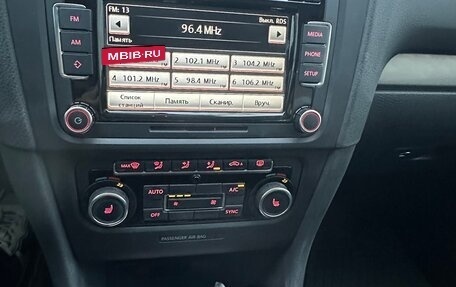 FM: 13
Выкл. RDS
FM
AM
96.4 MHz
Память
MBIB.RU
2 102.1 MHz
3 104.2 MHz
4 101.2 MHz
5 98.4 MHz
6 106.2 MHz
Список станций
Память
Сканир.
Вруч.
MEDIA
PHONE
SETUP
MAX
A
AUTO
A/C
OFF
SYNC
PASSENGER AIR BAG